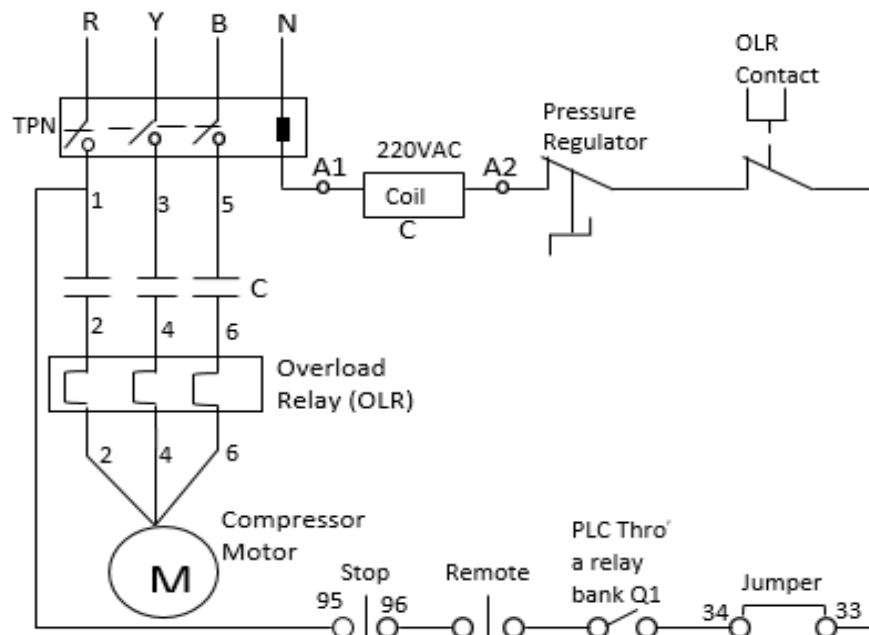 R Y B N
TPN
OLR
Contact
Pressure
Regulator
220VAC
A1 A2
Coil
C
1 3 5
C
2 4 6
Overload
Relay (OLR)
2 4 6
Compressor
Motor
M
PLC Thro'
a relay
bank Q1
Stop Remote
Jumper
95 96 34 33